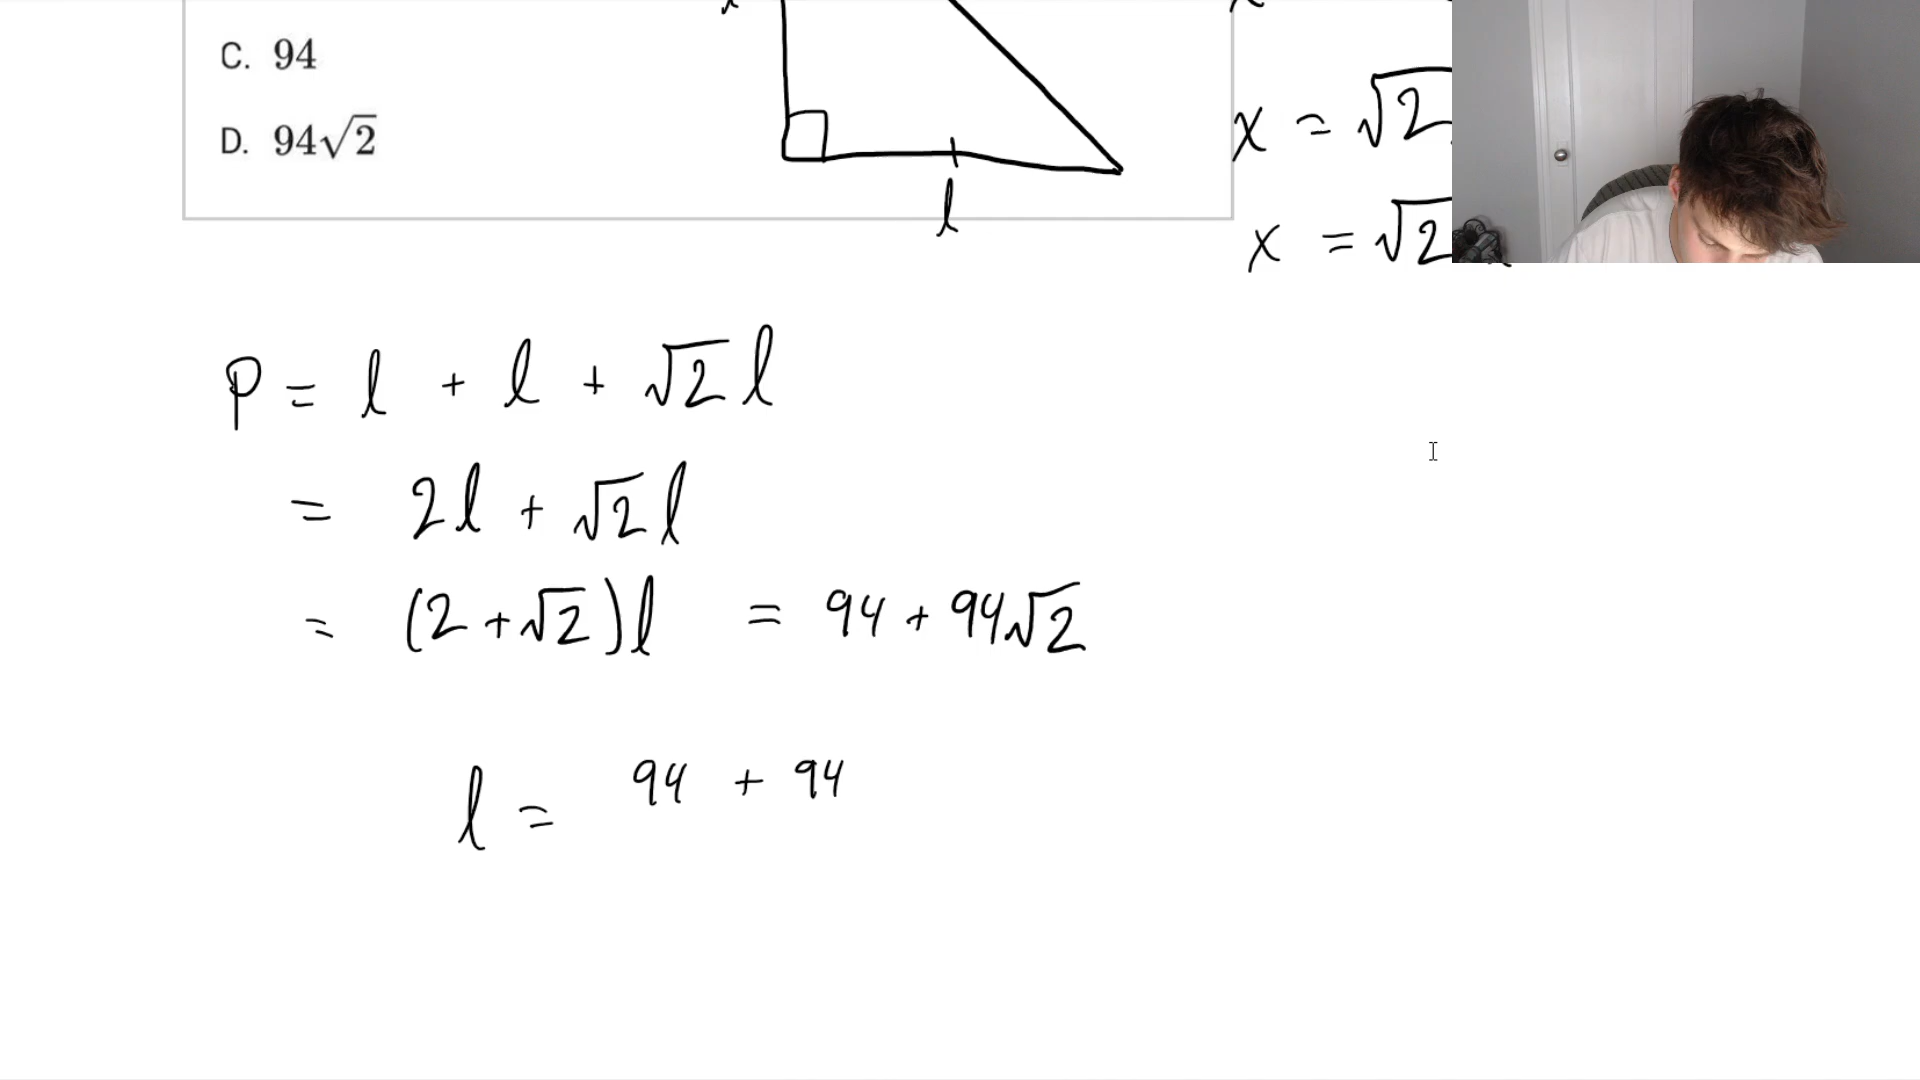 C. 94
D. 94√2
l
x = √2
x = √2
P = l + l + √2 l
= 2l + √2 l
= (2 + √2) l = 94 + 94√2
l = 94 + 94